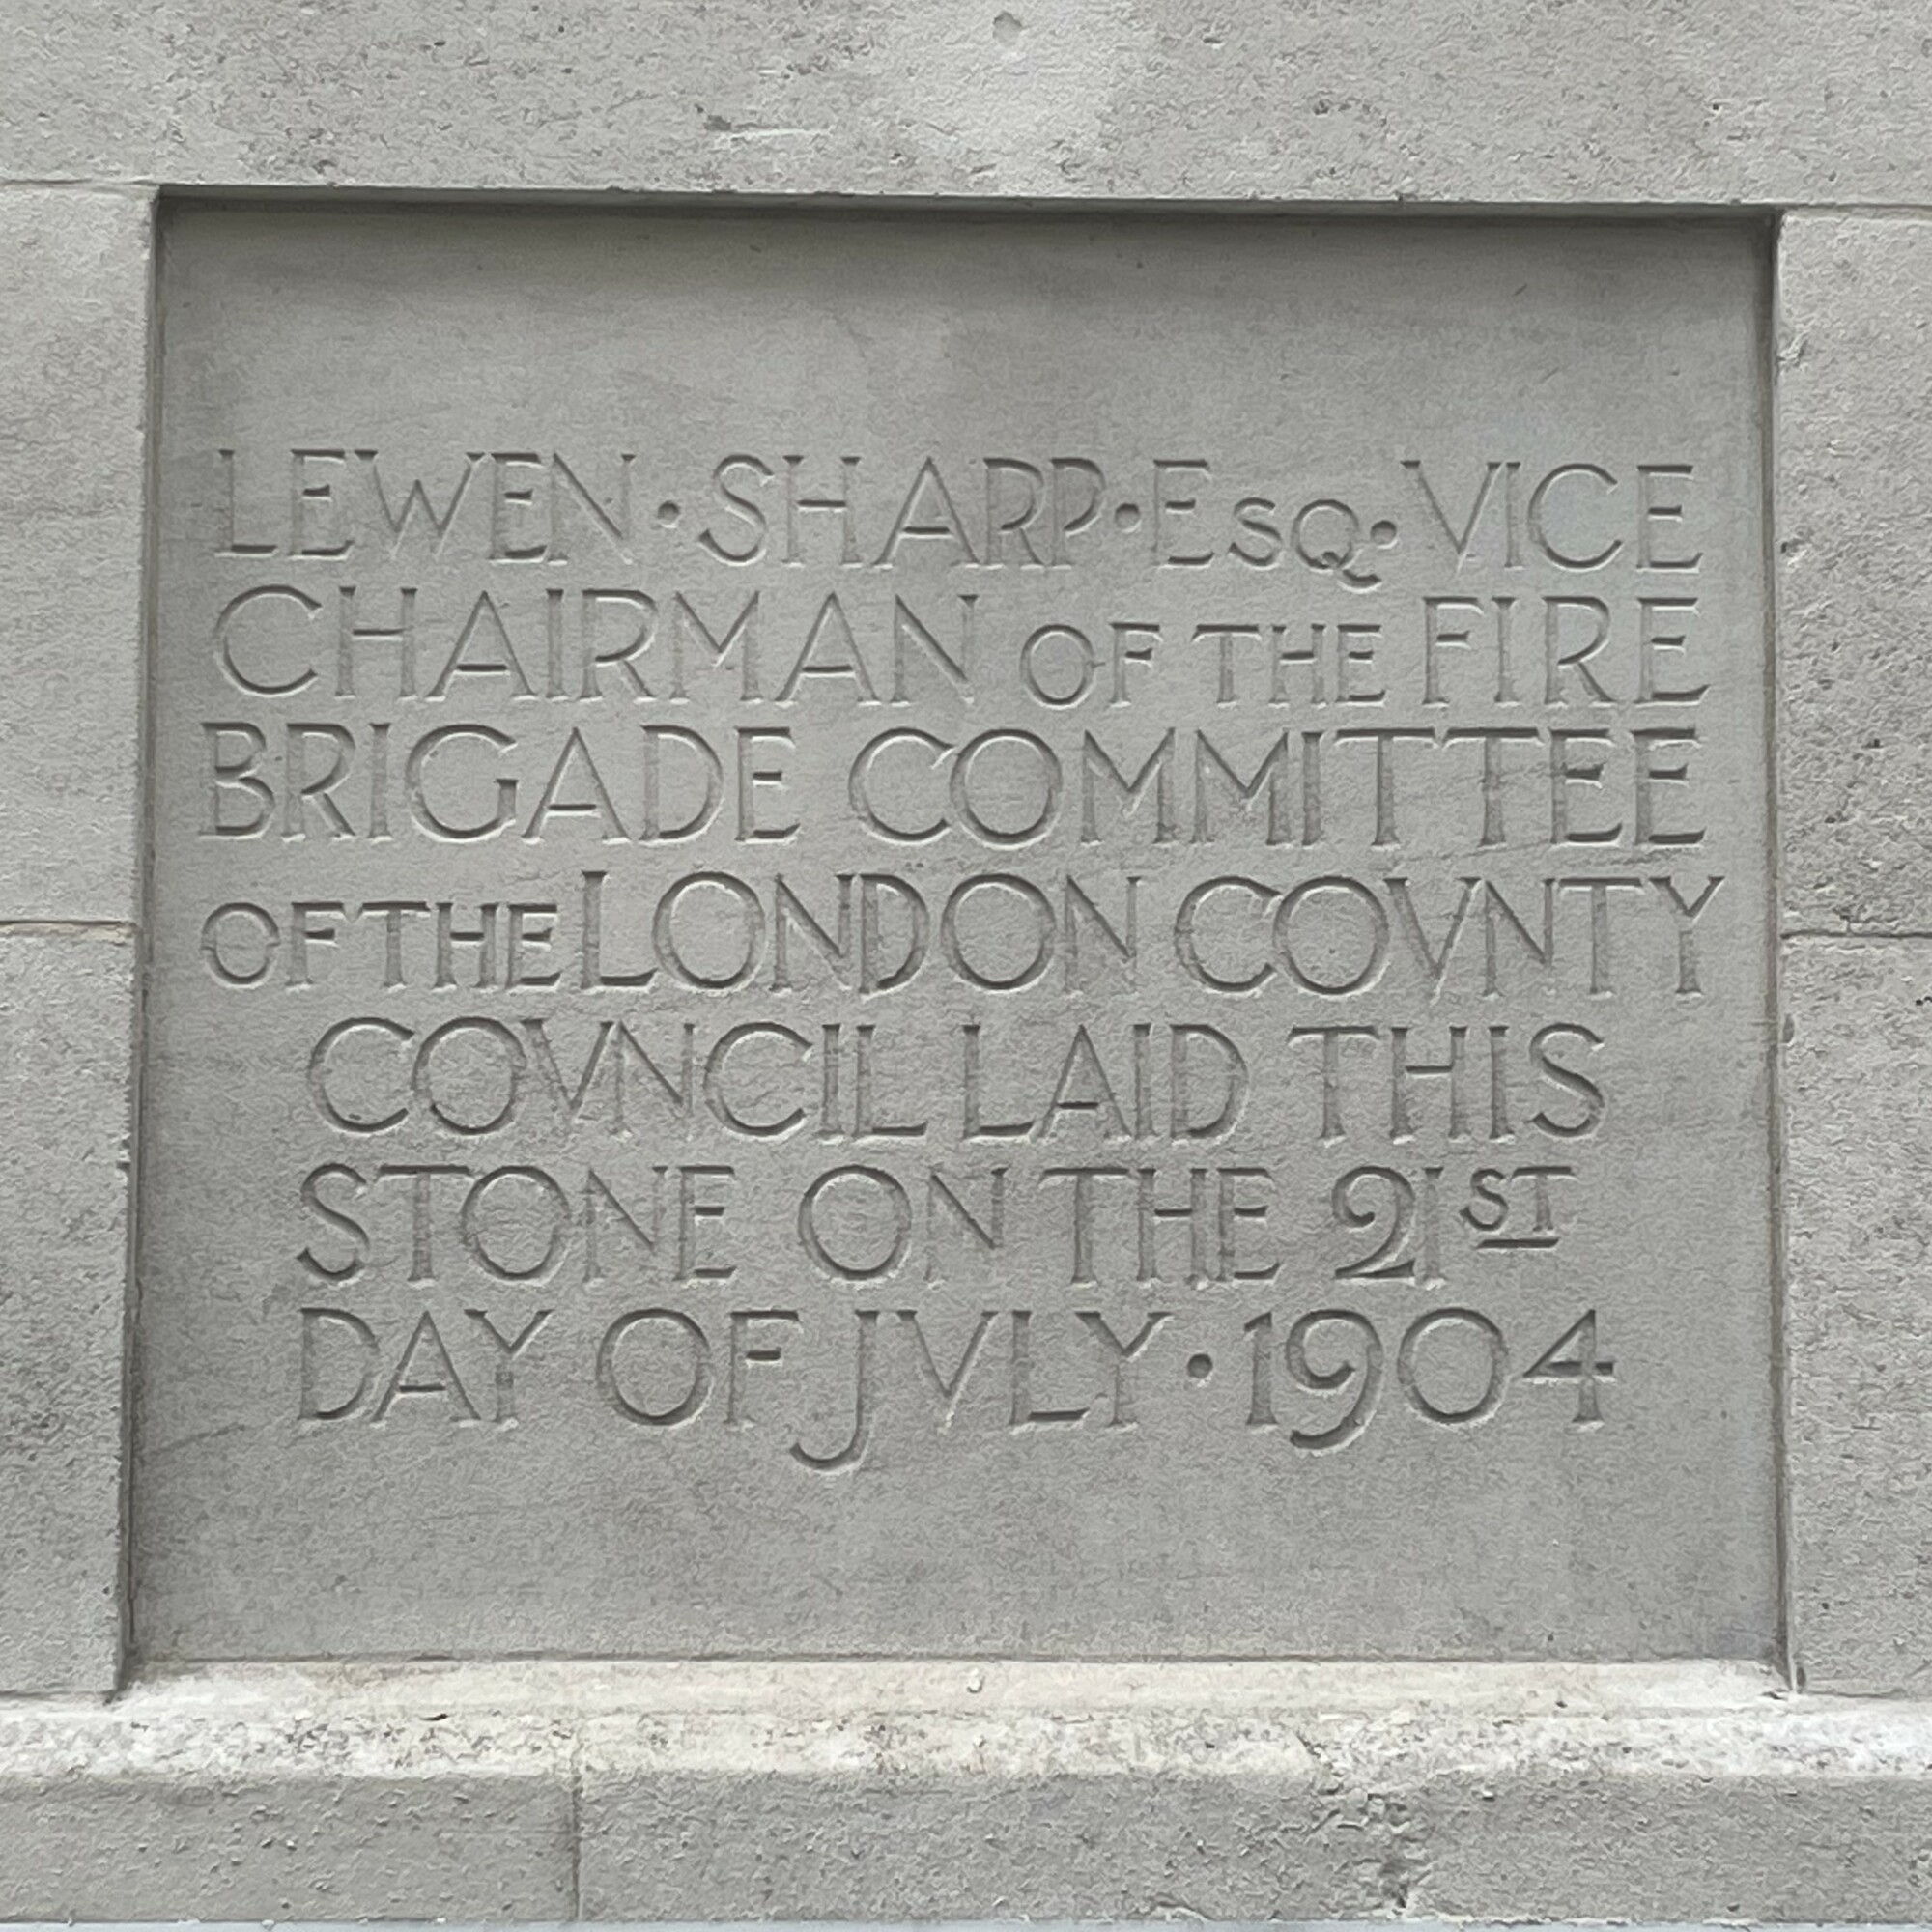 LEWEN · SHARP · ESQ · VICE
CHAIRMAN OF THE FIRE
BRIGADE COMMITTEE
OF THE LONDON COVNTY
COVNCIL LAID THIS
STONE ON THE 21ST
DAY OF JVLY · 1904